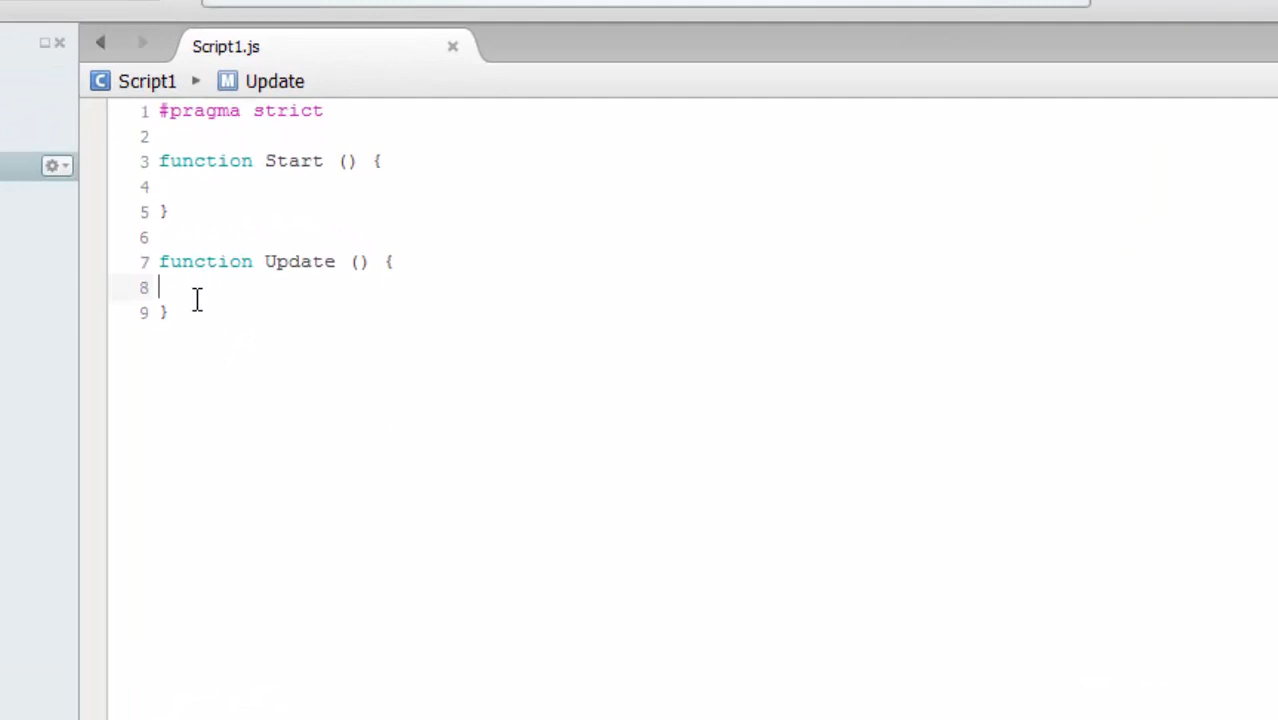 Script1.js
Script1 Update
1 #pragma strict
2
3 function Start () {
4
5 }
6
7 function Update () {
8
9 }